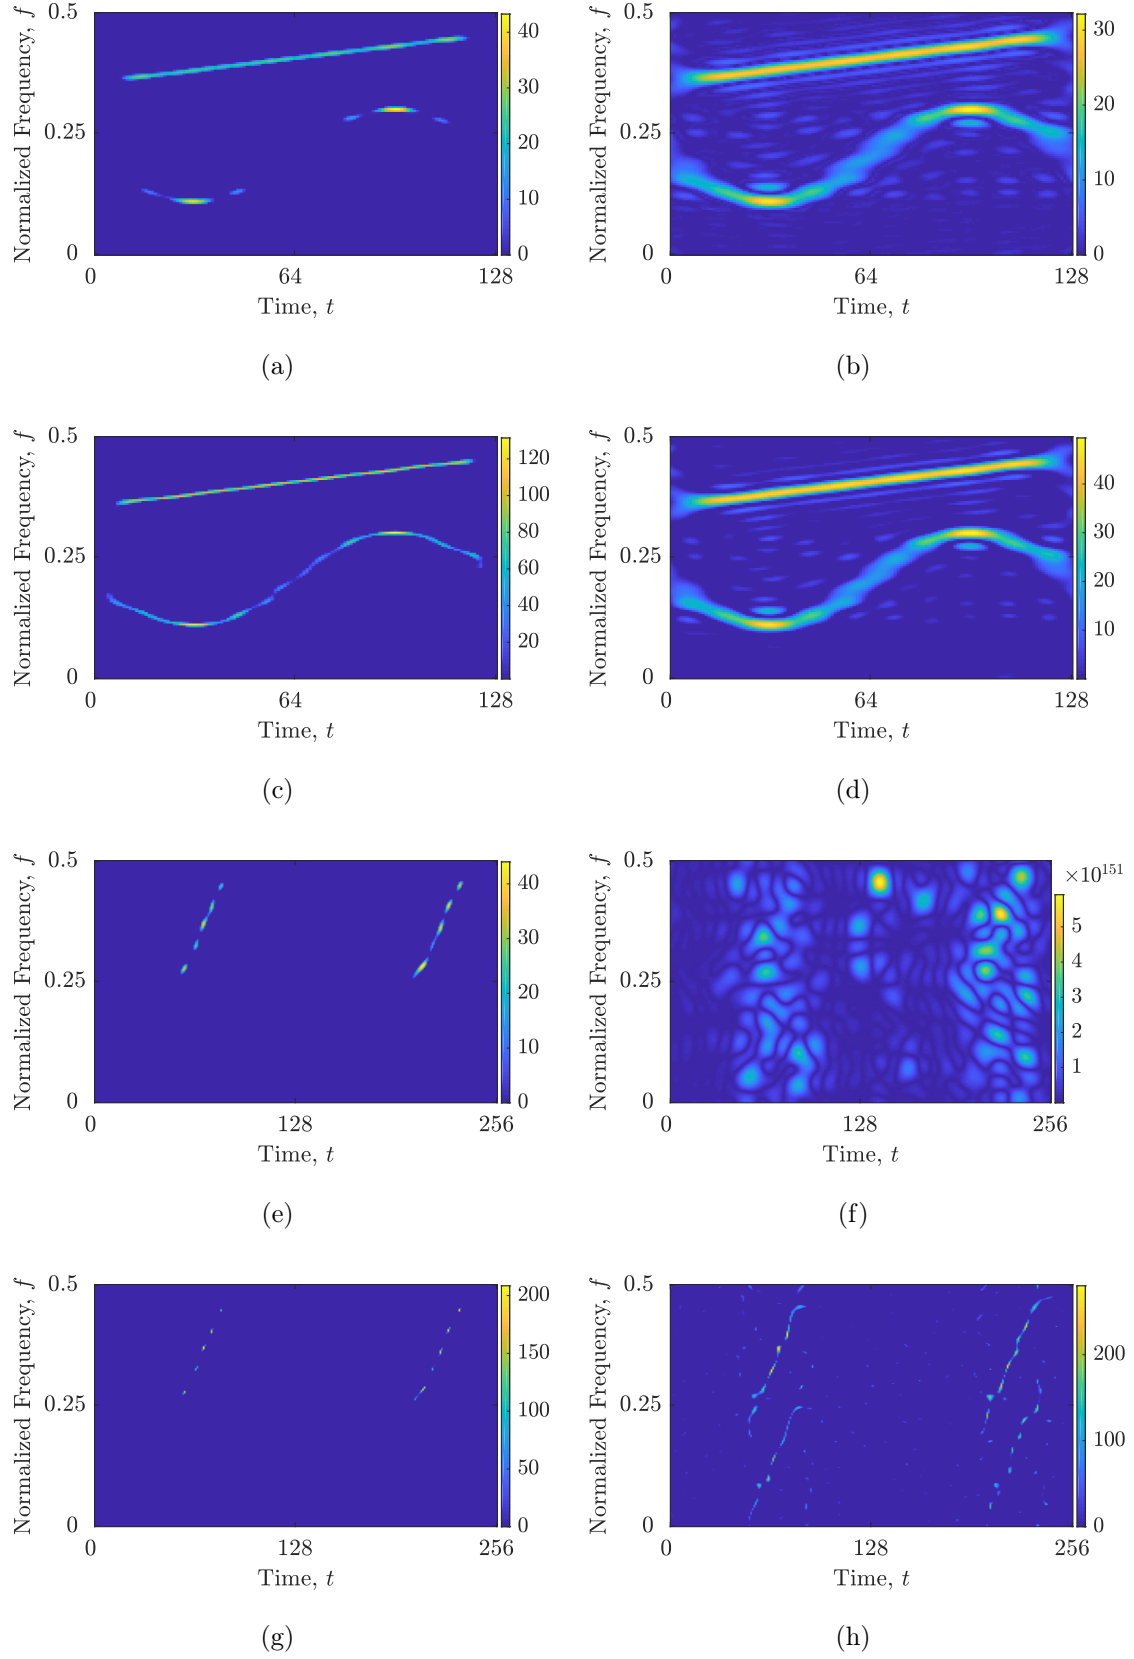 0.5 40 0.5 30
Normalized Frequency, f 0.25 30 Normalized Frequency, f 0.25 20
20 10
10
0 0 0 0
0 64 128 0 64 128
Time, t Time, t
(a) (b)
0.5 120 0.5 40
Normalized Frequency, f 0.25 100 Normalized Frequency, f 0.25 30
80 20
60 10
40
20
0 0
0 64 128 0 64 128
Time, t Time, t
(c) (d)
0.5 40 0.5 ×10^151
Normalized Frequency, f 0.25 30 Normalized Frequency, f 0.25 5
20 4
10 3
2
1
0 0 0
0 128 256 0 128 256
Time, t Time, t
(e) (f)
0.5 200 0.5 200
Normalized Frequency, f 0.25 150 Normalized Frequency, f 0.25 100
100
50
0 0 0 0
0 128 256 0 128 256
Time, t Time, t
(g) (h)